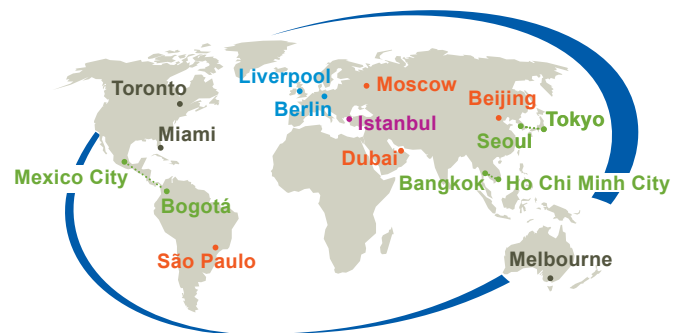 Liverpool
Moscow
Toronto
Berlin
Beijing
Istanbul
Tokyo
Miami
Seoul
Dubai
Mexico City
Bangkok
Ho Chi Minh City
Bogotá
São Paulo
Melbourne